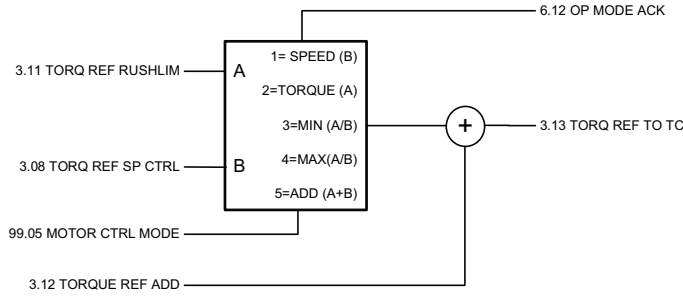 6.12 OP MODE ACK
3.11 TORQ REF RUSHLIM
A
1= SPEED (B)
2=TORQUE (A)
3=MIN (A/B)
+
3.13 TORQ REF TO TC
3.08 TORQ REF SP CTRL
B
4=MAX(A/B)
5=ADD (A+B)
99.05 MOTOR CTRL MODE
3.12 TORQUE REF ADD